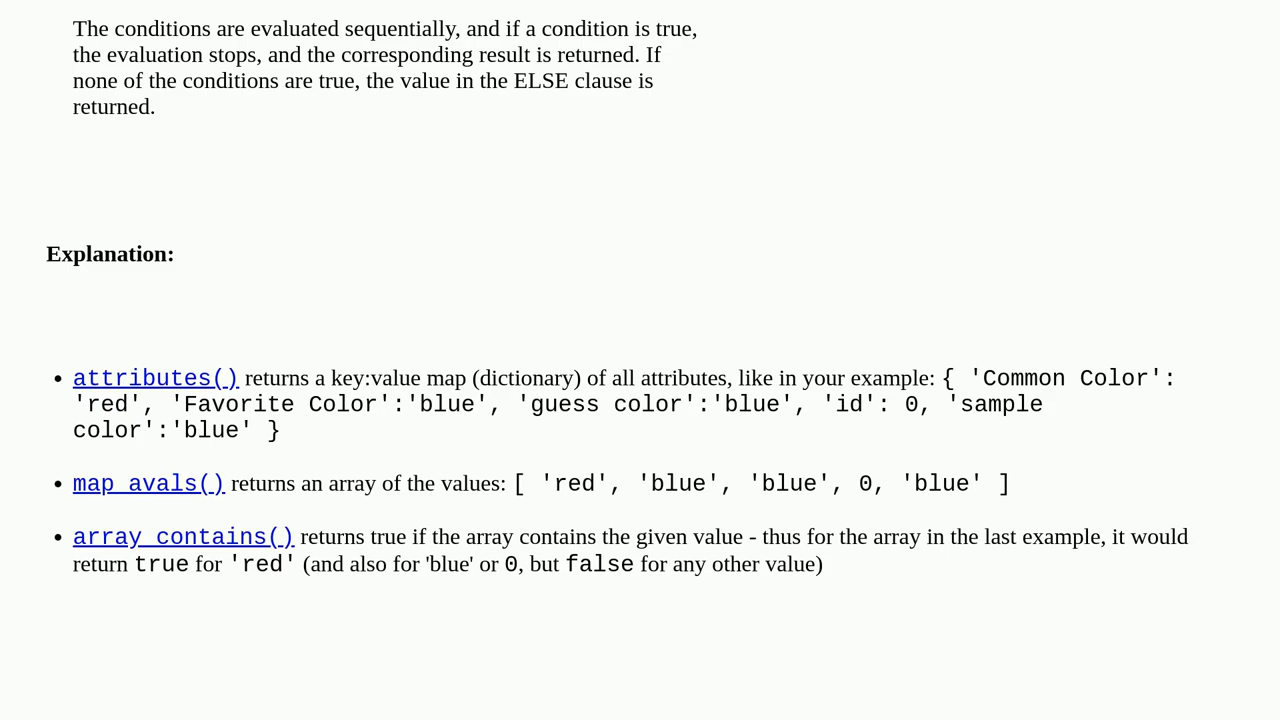 The conditions are evaluated sequentially, and if a condition is true,
the evaluation stops, and the corresponding result is returned. If
none of the conditions are true, the value in the ELSE clause is
returned.
Explanation:
• attributes() returns a key:value map (dictionary) of all attributes, like in your example: { 'Common Color':
'red', 'Favorite Color':'blue', 'guess color':'blue', 'id': 0, 'sample
color':'blue' }
• map_avals() returns an array of the values: [ 'red', 'blue', 'blue', 0, 'blue' ]
• array_contains() returns true if the array contains the given value - thus for the array in the last example, it would
return true for 'red' (and also for 'blue' or 0, but false for any other value)